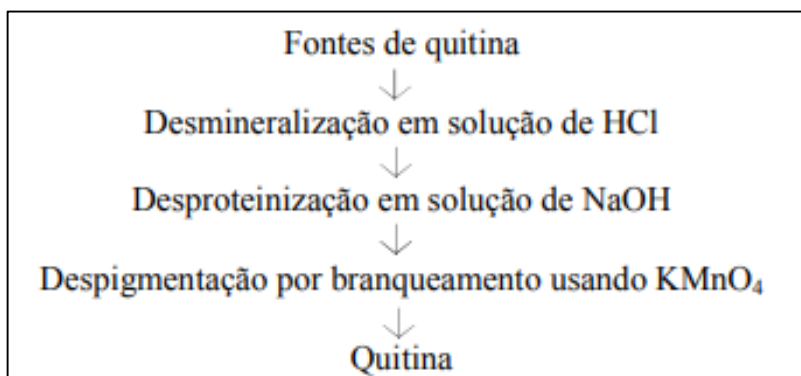 Fontes de quitina
Desmineralização em solução de HCl
Desproteinização em solução de NaOH
Despigmentação por branqueamento usando KMnO₄
Quitina